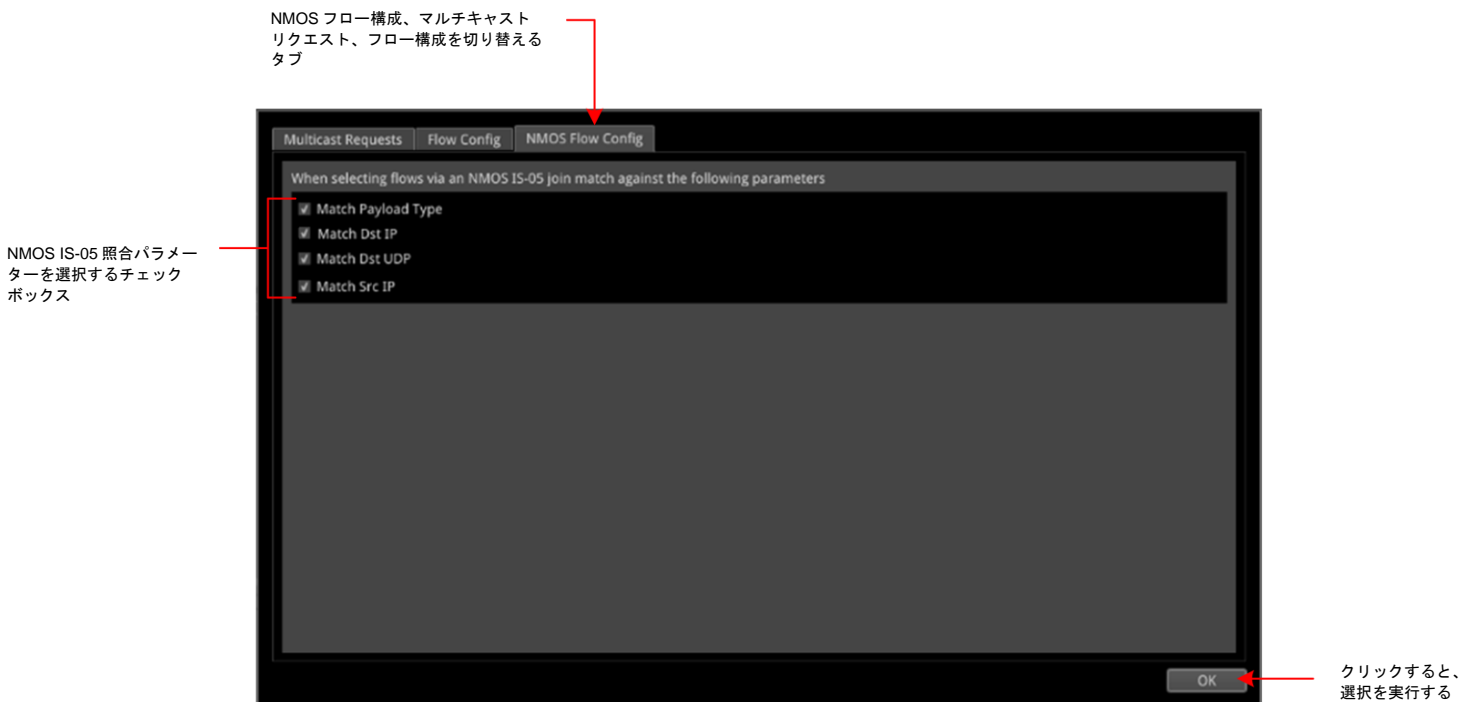 NMOS フロー構成、マルチキャスト
リクエスト、フロー構成を切り替える
タブ
Multicast Requests
Flow Config
NMOS Flow Config
When selecting flows via an NMOS IS-05 join match against the following parameters
Match Payload Type
Match Dst IP
Match Dst UDP
Match Src IP
NMOS IS-05 照合パラメー
ターを選択するチェック
ボックス
OK
クリックすると、
選択を実行する